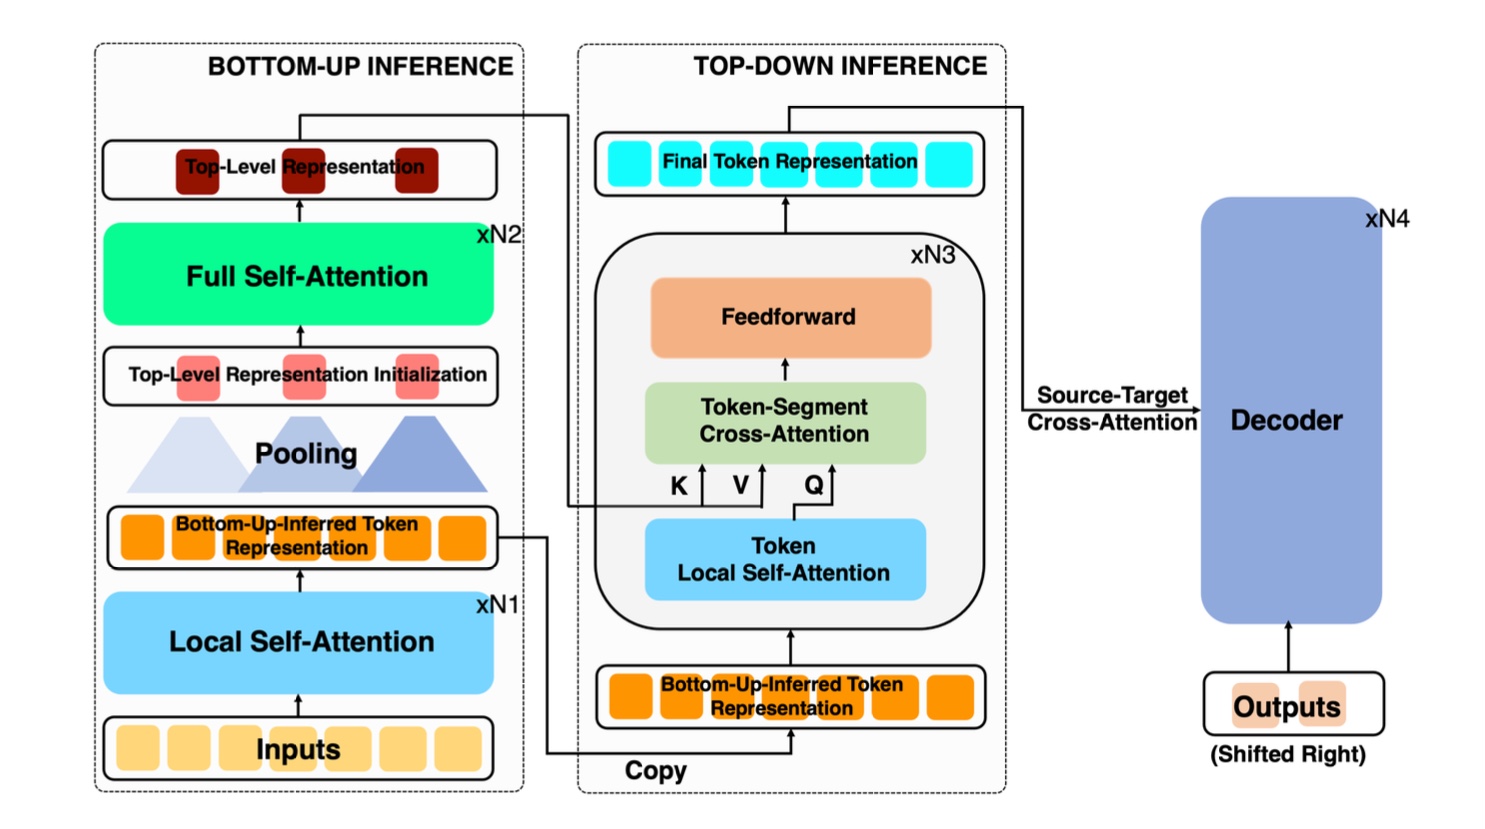 BOTTOM-UP INFERENCE
Top-Level Representation
xN2
Full Self-Attention
Top-Level Representation Initialization
Pooling
Bottom-Up-Inferred Token
Representation
xN1
Local Self-Attention
Inputs
Copy
TOP-DOWN INFERENCE
Final Token Representation
xN3
Feedforward
Token-Segment
Cross-Attention
K V Q
Token
Local Self-Attention
Bottom-Up-Inferred Token
Representation
Source-Target
Cross-Attention
xN4
Decoder
Outputs
(Shifted Right)